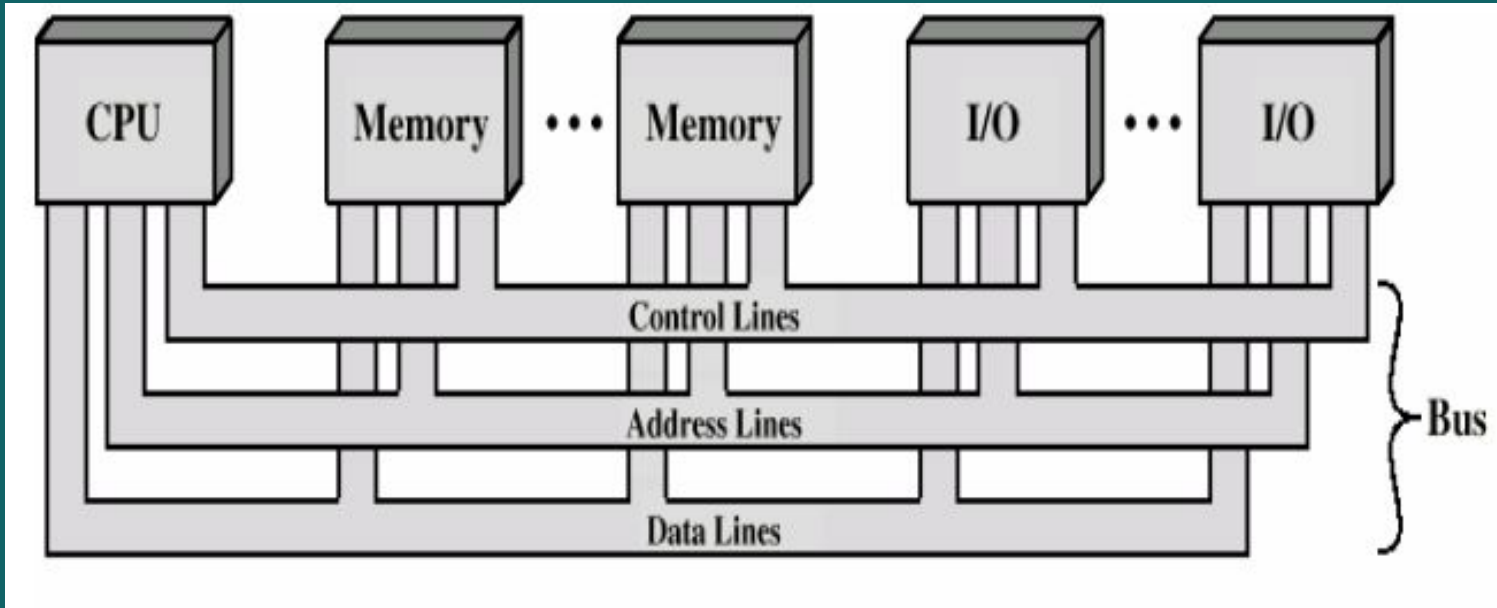 CPU
Memory
•••
Memory
I/O
•••
I/O
Control Lines
Address Lines
Data Lines
Bus